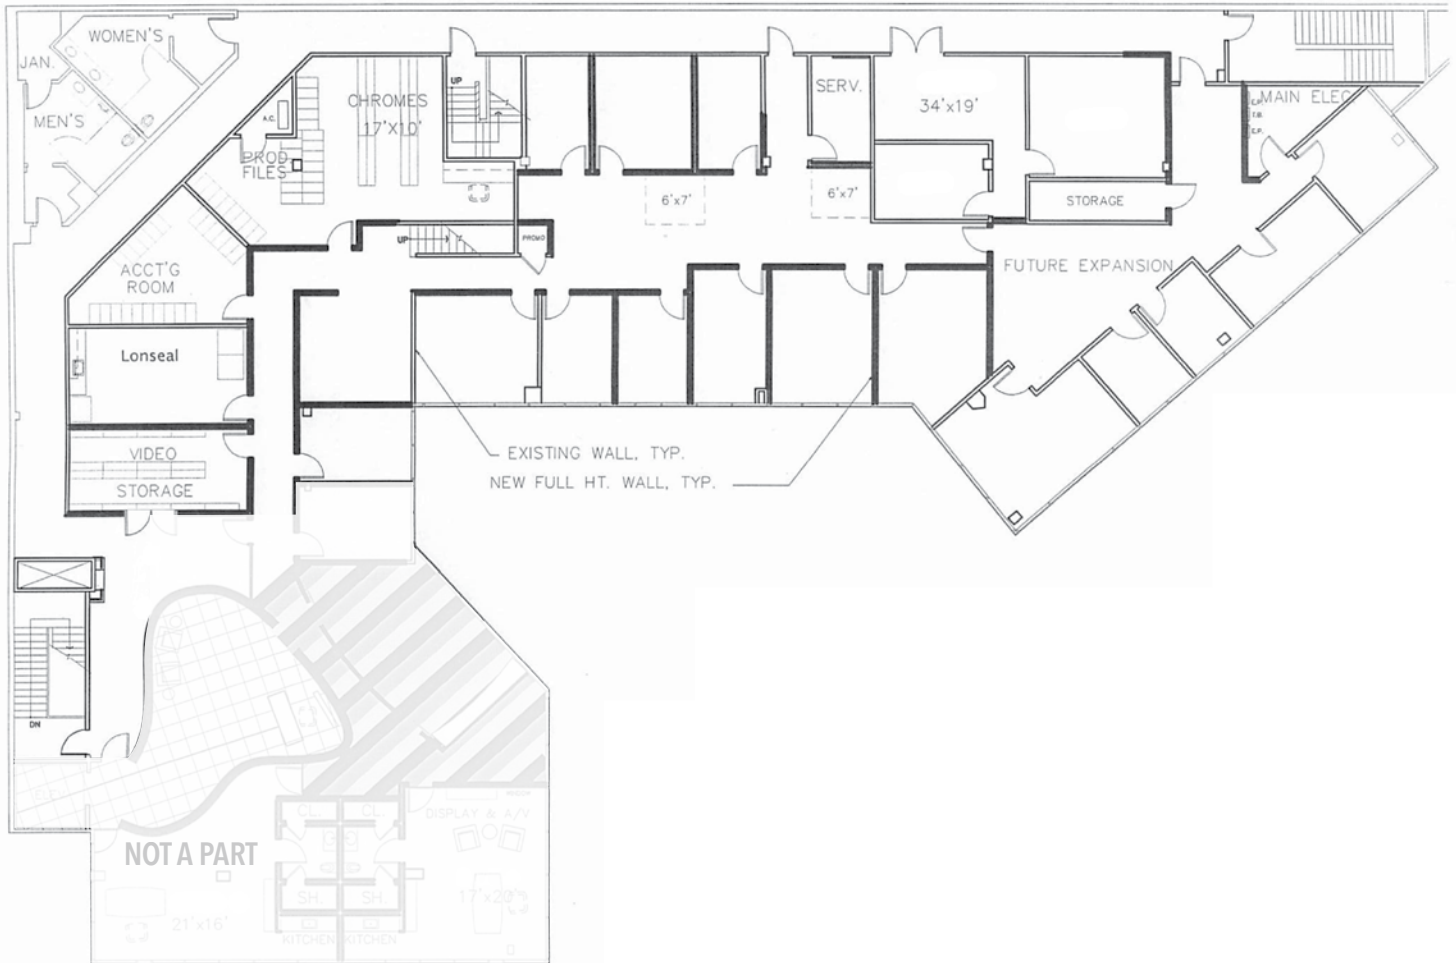 WOMEN'S
JAN.
MEN'S
UP
CHROMES
17'X10'
A.C.
PROD
FILES
SERV.
34'x19'
MAIN ELEC
6'x7'
6'x7'
STORAGE
UP
PROMO
ACCT'G
ROOM
FUTURE EXPANSION
Lonseal
VIDEO
STORAGE
EXISTING WALL, TYP.
NEW FULL HT. WALL, TYP.
DN
CL.
CL.
DISPLAY & A/V
NOT A PART
SH.
SH.
17'x20'
21'x16'
KITCHEN
KITCHEN